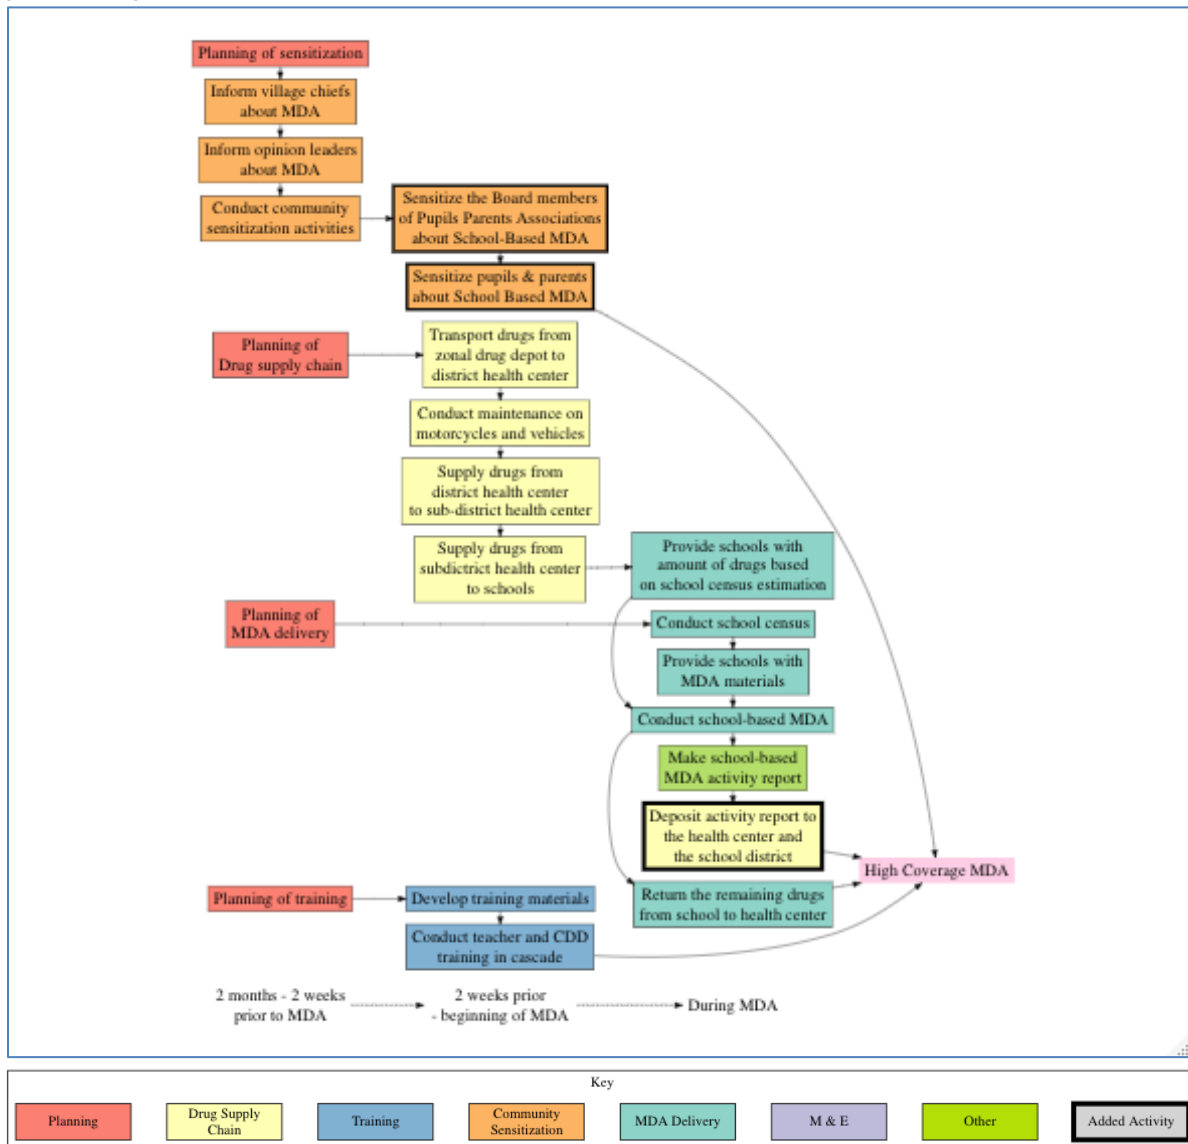 Planning of sensitization
Inform village chiefs
about MDA
Inform opinion leaders
about MDA
Conduct community
sensitization activities
Sensitize the Board members
of Pupils Parents Associations
about School-Based MDA
Sensitize pupils & parents
about School Based MDA
Planning of
Drug supply chain
Transport drugs from
zonal drug depot to
district health center
Conduct maintenance on
motorcycles and vehicles
Supply drugs from
district health center
to sub-district health center
Supply drugs from
subdictrict health center
to schools
Provide schools with
amount of drugs based
on school census estimation
Planning of
MDA delivery
Conduct school census
Provide schools with
MDA materials
Conduct school-based MDA
Make school-based
MDA activity report
Deposit activity report to
the health center and
the school district
High Coverage MDA
Return the remaining drugs
from school to health center
Planning of training
Develop training materials
Conduct teacher and CDD
training in cascade
2 months - 2 weeks
prior to MDA
2 weeks prior
- beginning of MDA
During MDA
Key
Planning
Drug Supply
Chain
Training
Community
Sensitization
MDA Delivery
M & E
Other
Added Activity